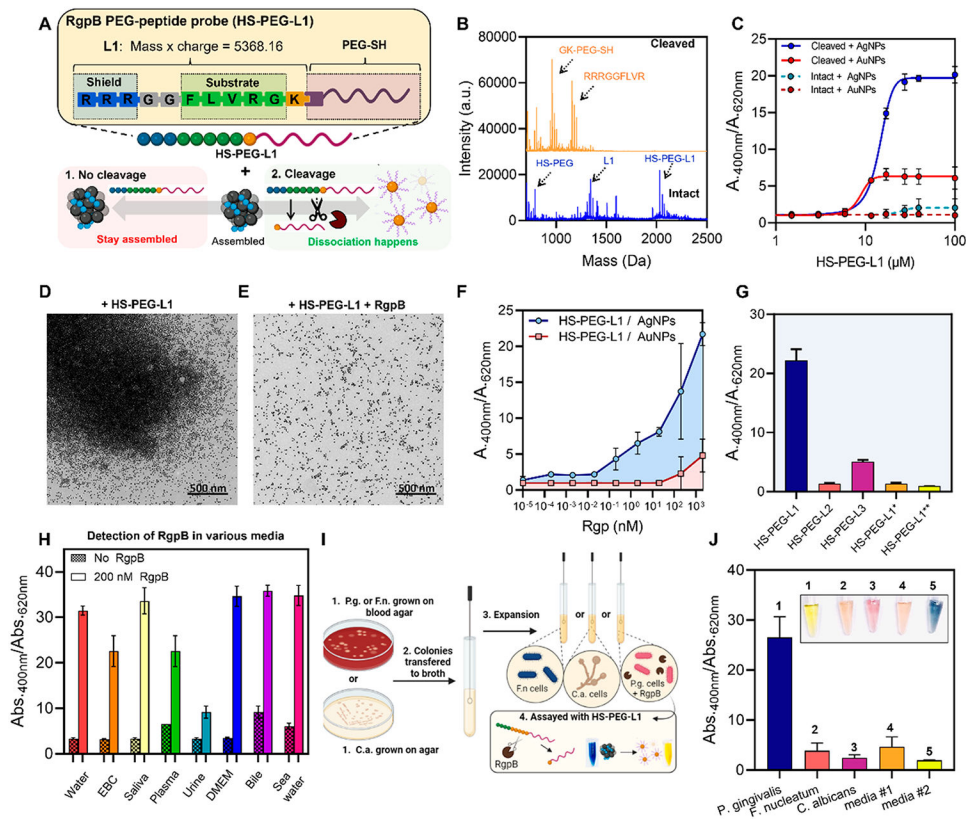 A
RgpB PEG-peptide probe (HS-PEG-L1)
L1: Mass x charge = 5368.16
PEG-SH
Shield
Substrate
R R R G G F L V R G K
HS-PEG-L1
1. No cleavage
+
2. Cleavage
Stay assembled
Assembled
Dissociation happens
B
80000
60000
40000
20000
0
Intensity (a.u.)
Cleaved
GK-PEG-SH
RRRGGFLVR
HS-PEG
L1
HS-PEG-L1
Intact
1000
1500
2000
2500
Mass (Da)
C
25
20
15
10
5
0
A.400nm/A.620nm
Cleaved + AgNPs
Cleaved + AuNPs
Intact + AgNPs
Intact + AuNPs
1
10
100
HS-PEG-L1 (µM)
D
+ HS-PEG-L1
500 nm
E
+ HS-PEG-L1 + RgpB
500 nm
F
25
20
15
10
5
0
A.400nm/A.620nm
HS-PEG-L1 / AgNPs
HS-PEG-L1 / AuNPs
10⁻⁵ 10⁻⁴ 10⁻³ 10⁻² 10⁻¹ 10⁰ 10¹ 10² 10³
Rgp (nM)
G
40
30
20
10
0
A.400nm/A.620nm
HS-PEG-L1
HS-PEG-L2
HS-PEG-L3
HS-PEG-L1*
HS-PEG-L1**
H
Detection of RgpB in various media
No RgpB
200 nM RgpB
40
30
20
10
0
Abs.400nm/Abs.620nm
Water
EBC
Saliva
Plasma
Urine
DMEM
Bile
Sea water
I
1. P.g. or F.n. grown on
blood agar
or
1. C.a. grown on agar
2. Colonies
transfered
to broth
3. Expansion
or
or
F.n cells
C.a. cells
P.g. cells
+ RgpB
4. Assayed with HS-PEG-L1
RgpB
J
40
30
20
10
0
Abs.400nm/Abs.620nm
1 2 3 4 5
1
2
3
4
5
P. gingivalis
F. nucleatum
C. albicans
media #1
media #2